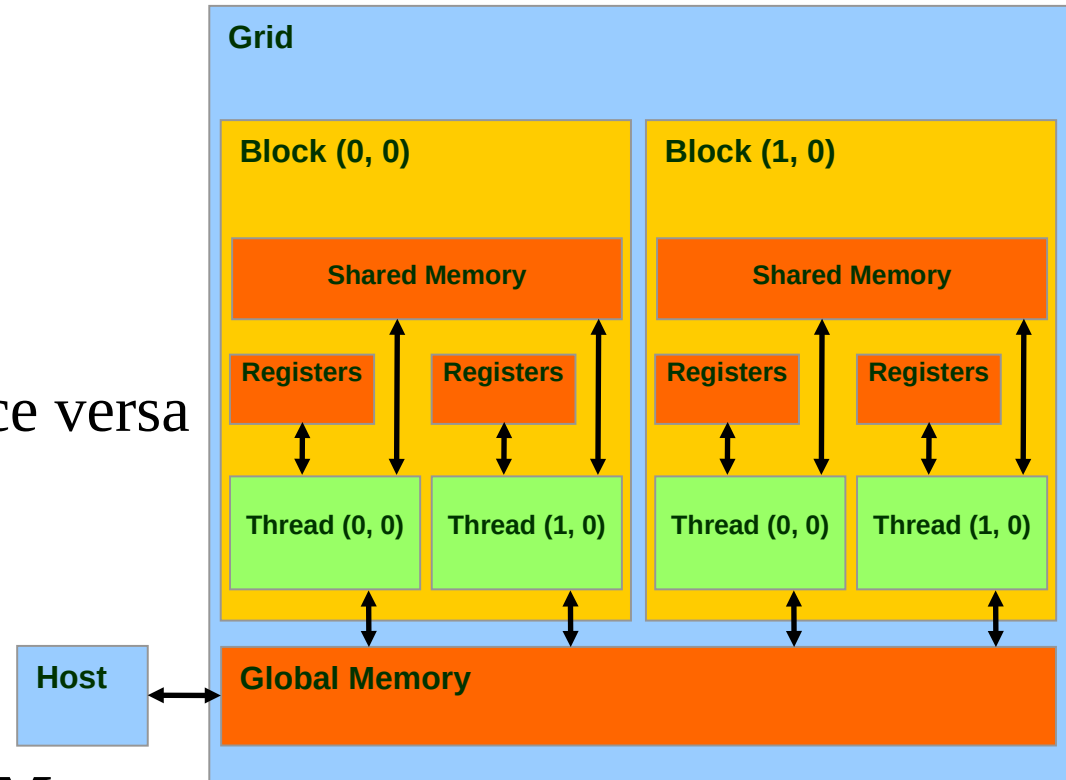 Grid
Block (0, 0)
Block (1, 0)
Shared Memory
Shared Memory
Registers
Registers
Registers
Registers
versa
Thread (0, 0)
Thread (1, 0)
Thread (0, 0)
Thread (1, 0)
Host
Global Memory